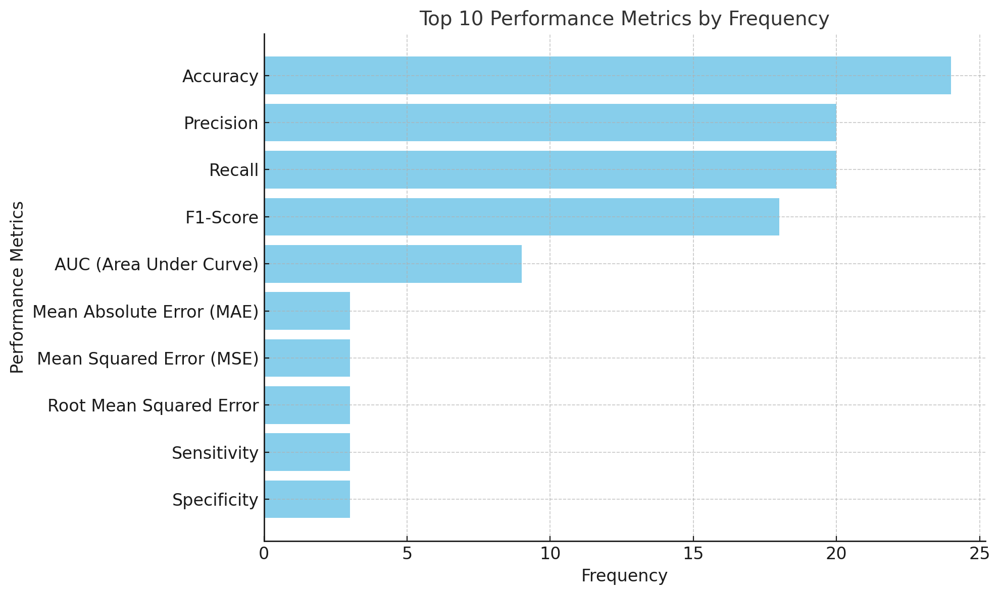 Top 10 Performance Metrics by Frequency
Accuracy
Precision
Recall
F1-Score
AUC (Area Under Curve)
Mean Absolute Error (MAE)
Mean Squared Error (MSE)
Root Mean Squared Error
Sensitivity
Specificity
Performance Metrics
0 5 10 15 20 25
Frequency